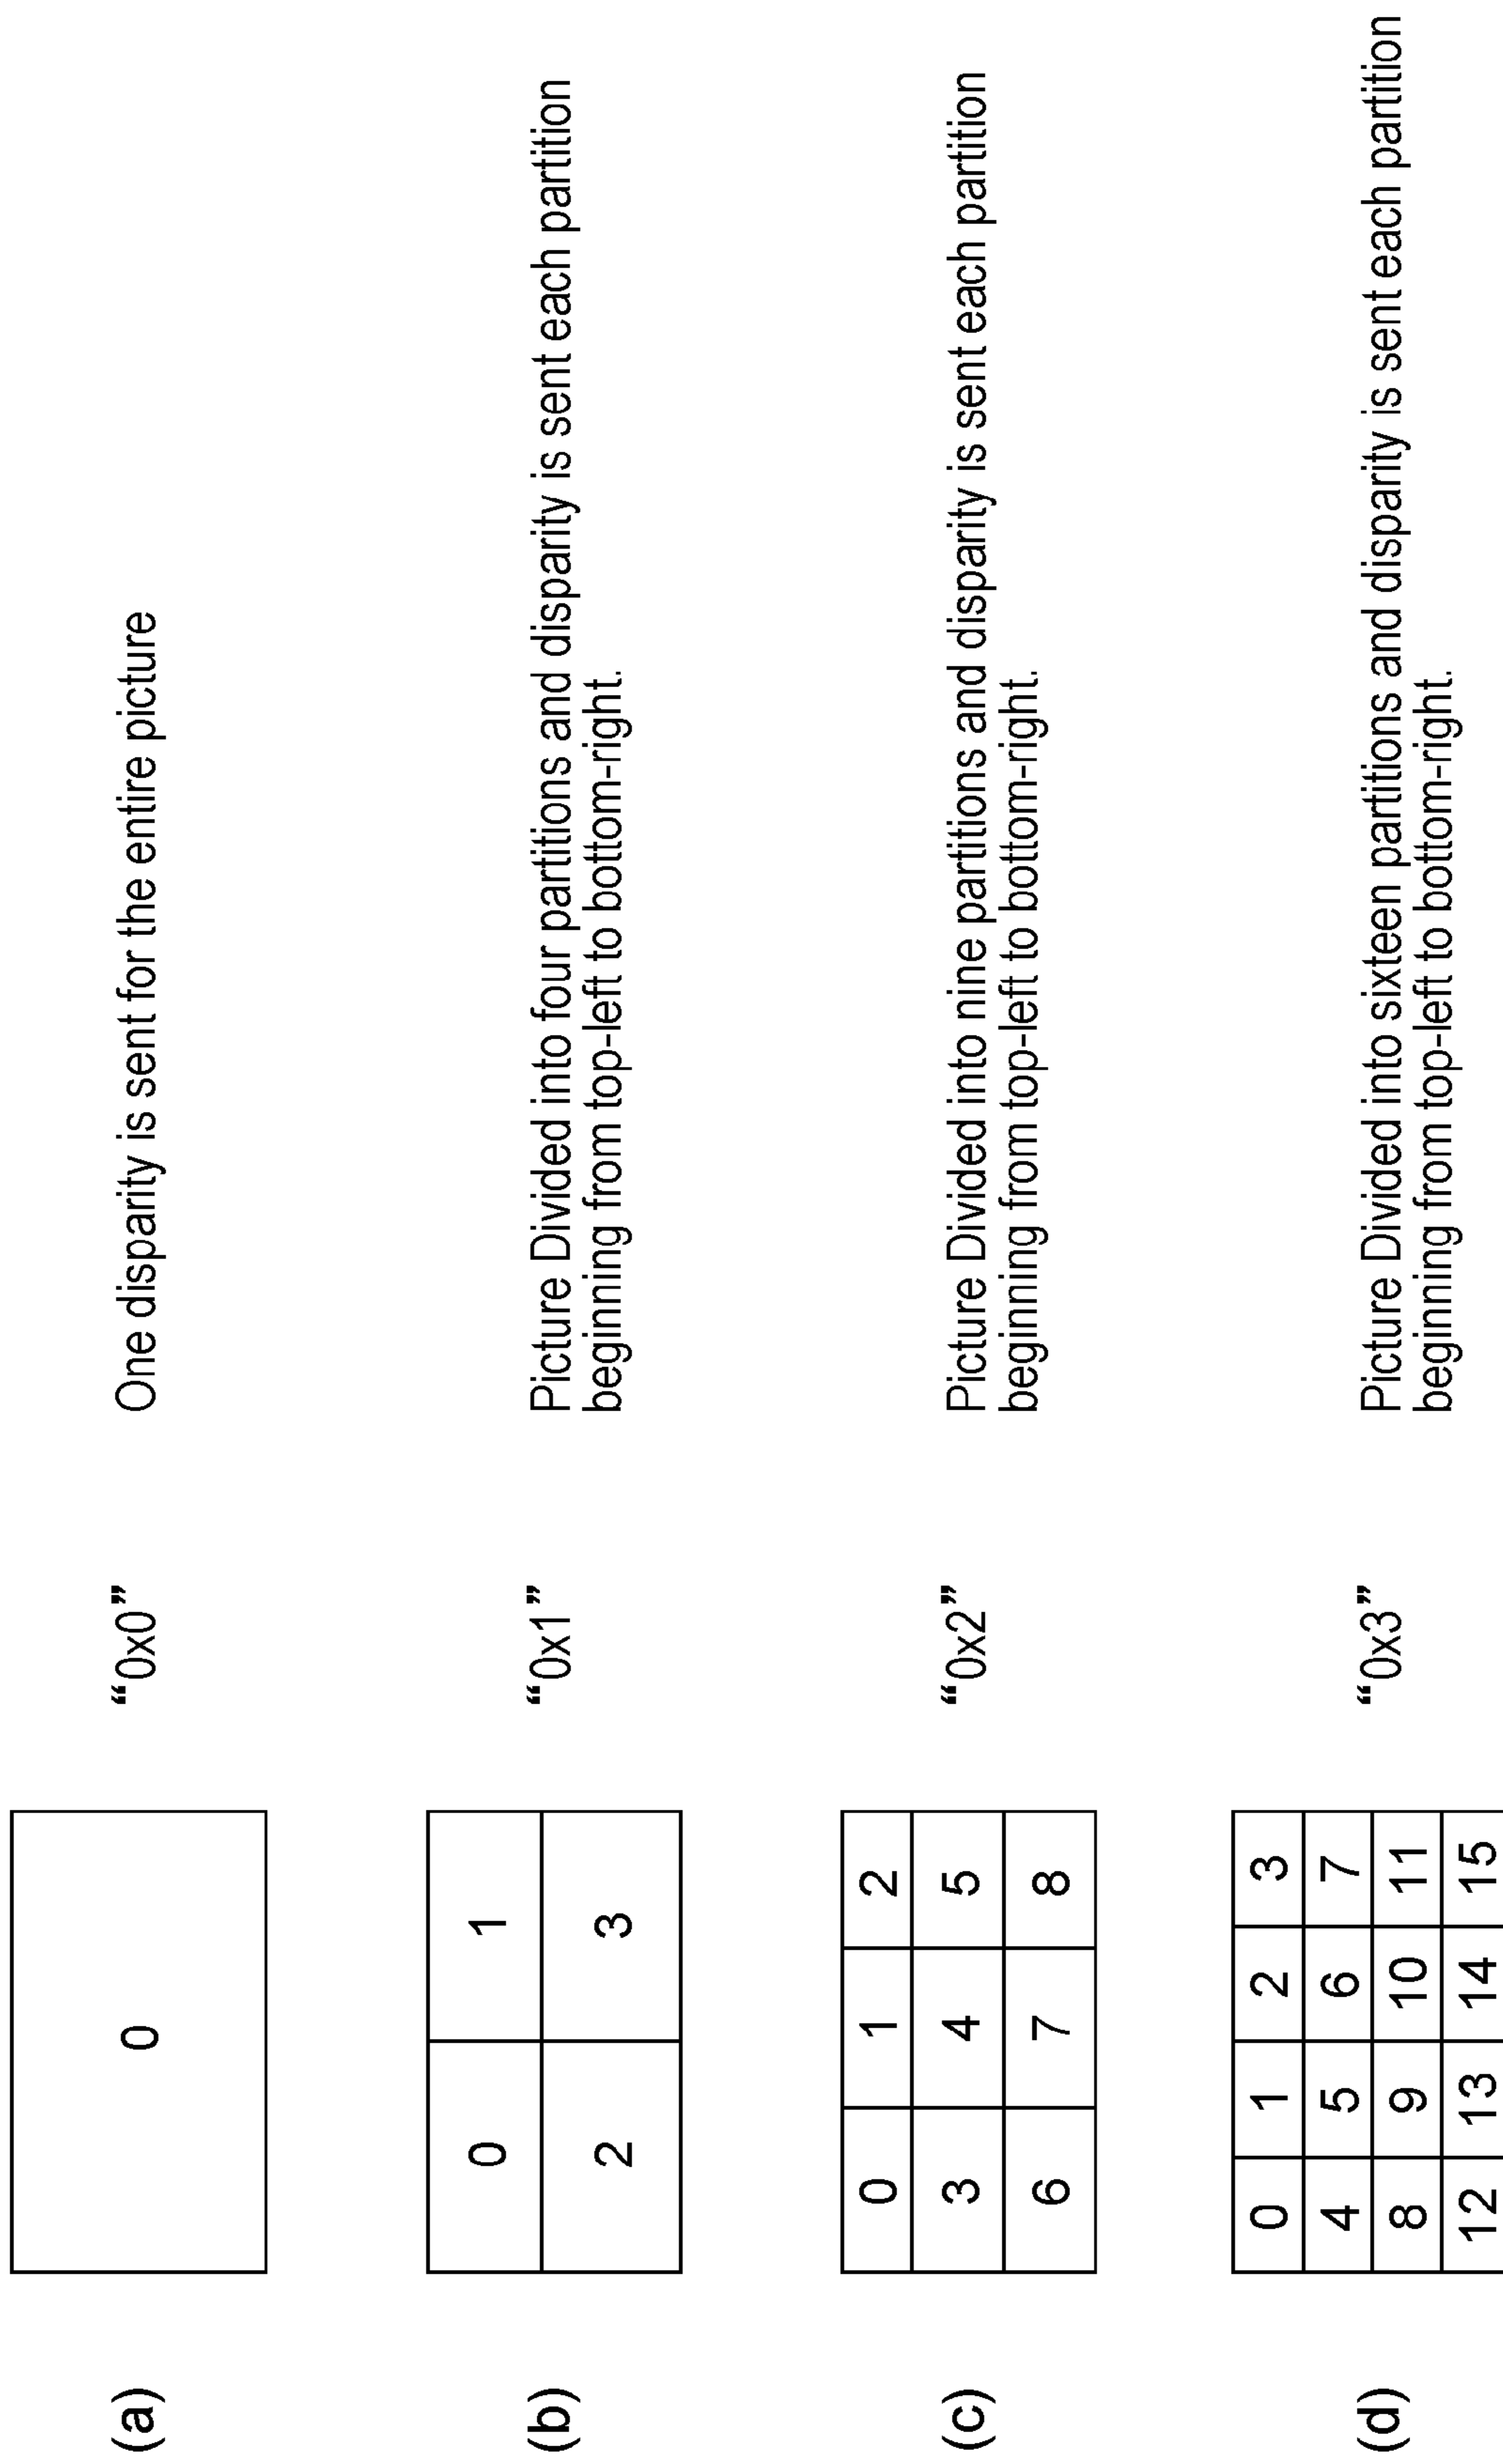 (a)
0
“0x0”
One disparity is sent for the entire picture
(b)
0 1
2 3
“0x1”
Picture Divided into four partitions and disparity is sent each partition
beginning from top-left to bottom-right.
(c)
0 1 2
3 4 5
6 7 8
“0x2”
Picture Divided into nine partitions and disparity is sent each partition
beginning from top-left to bottom-right.
(d)
0 1 2 3
4 5 6 7
8 9 10 11
12 13 14 15
“0x3”
Picture Divided into sixteen partitions and disparity is sent each partition
beginning from top-left to bottom-right.